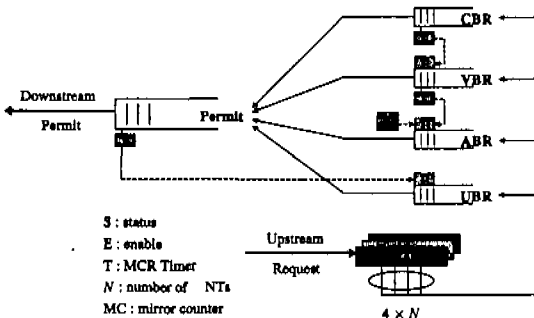 CBR
VBR
Downstream
Permit
Permit
ABR
UBR
S : status
E : enable
T : MCR Timer
N : number of NTs
MC : mirror counter
Upstream
Request
4 × N